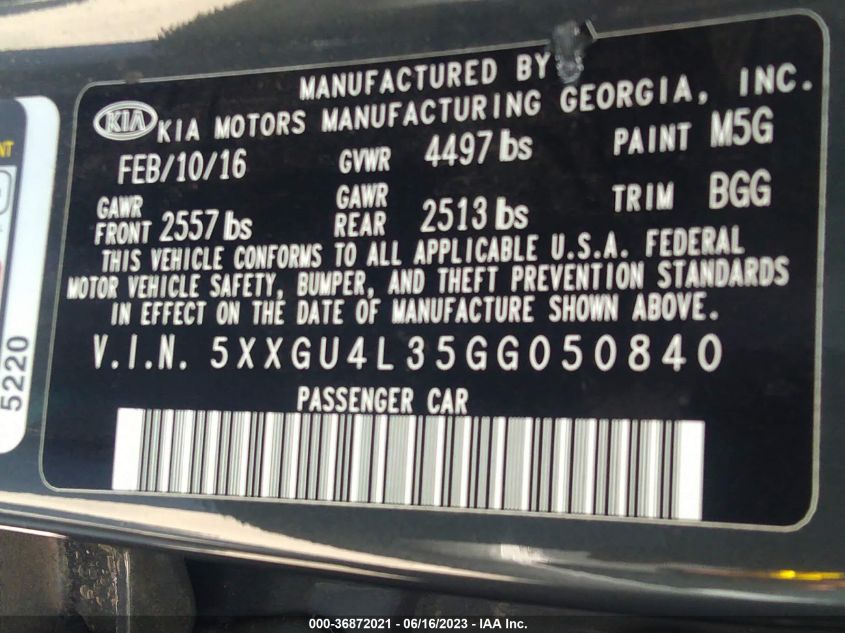 MANUFACTURED BY
KIA KIA MOTORS MANUFACTURING GEORGIA, INC.
FEB/10/16 GVWR 4497 bs PAINT M5G
GAWR FRONT 2557 bs GAWR REAR 2513 bs TRIM BGG
THIS VEHICLE CONFORMS TO ALL APPLICABLE U.S.A. FEDERAL
MOTOR VEHICLE SAFETY, BUMPER, AND THEFT PREVENTION STANDARDS
IN EFFECT ON THE DATE OF MANUFACTURE SHOWN ABOVE.
V.I.N. 5XXGU4L35GG050840
PASSENGER CAR
5220
000-36872021 - 06/16/2023 - IAA Inc.